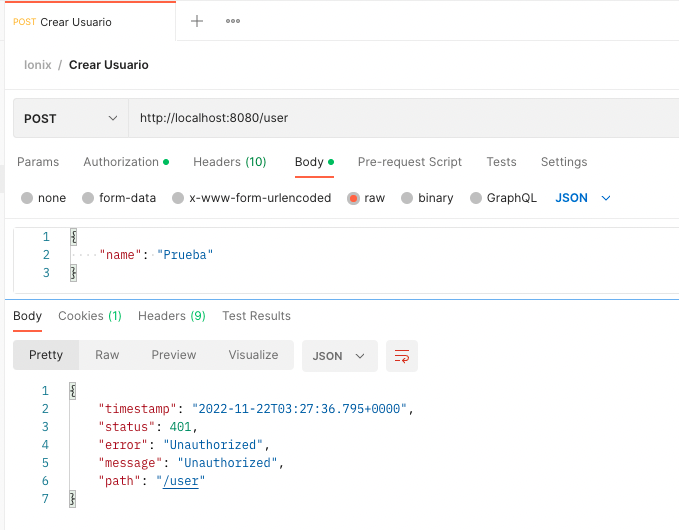 POST Crear Usuario + ooo
Ionix / Crear Usuario
POST http://localhost:8080/user
Params Authorization Headers (10) Body Pre-request Script Tests Settings
none form-data x-www-form-urlencoded raw binary GraphQL JSON
1 {
2 "name": "Prueba"
3 }
Body Cookies (1) Headers (9) Test Results
Pretty Raw Preview Visualize JSON
1 {
2 "timestamp": "2022-11-22T03:27:36.795+0000",
3 "status": 401,
4 "error": "Unauthorized",
5 "message": "Unauthorized",
6 "path": "/user"
7 }